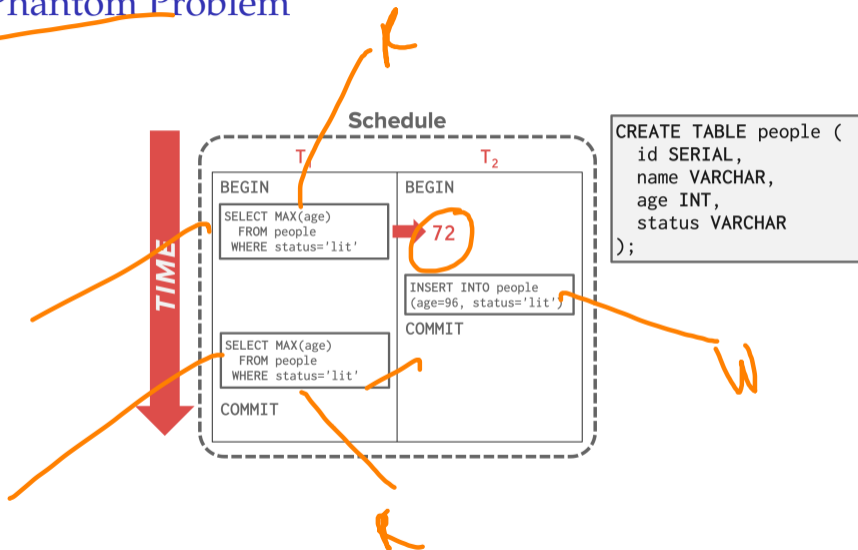 Phantom Problem
R
Schedule
T1
T2
TIME
BEGIN
SELECT MAX(age)
FROM people
WHERE status='lit'
72
BEGIN
INSERT INTO people
(age=96, status='lit')
COMMIT
SELECT MAX(age)
FROM people
WHERE status='lit'
COMMIT
CREATE TABLE people (
id SERIAL,
name VARCHAR,
age INT,
status VARCHAR
);
W
R